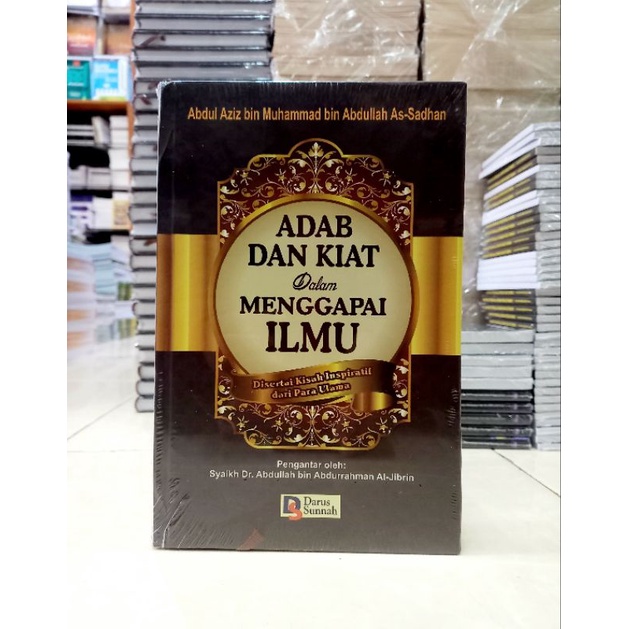 Abdul Aziz bin Muhammad bin Abdullah As-Sadhan
ADAB
DAN KIAT
Dalam
MENGGAPAI
ILMU
Disertai Kisah Inspiratif
dari Para Ulama
Pengantar oleh:
Syaikh Dr. Abdullah bin Abdurrahman Al-Jibrin
DS Darus
Sunnah